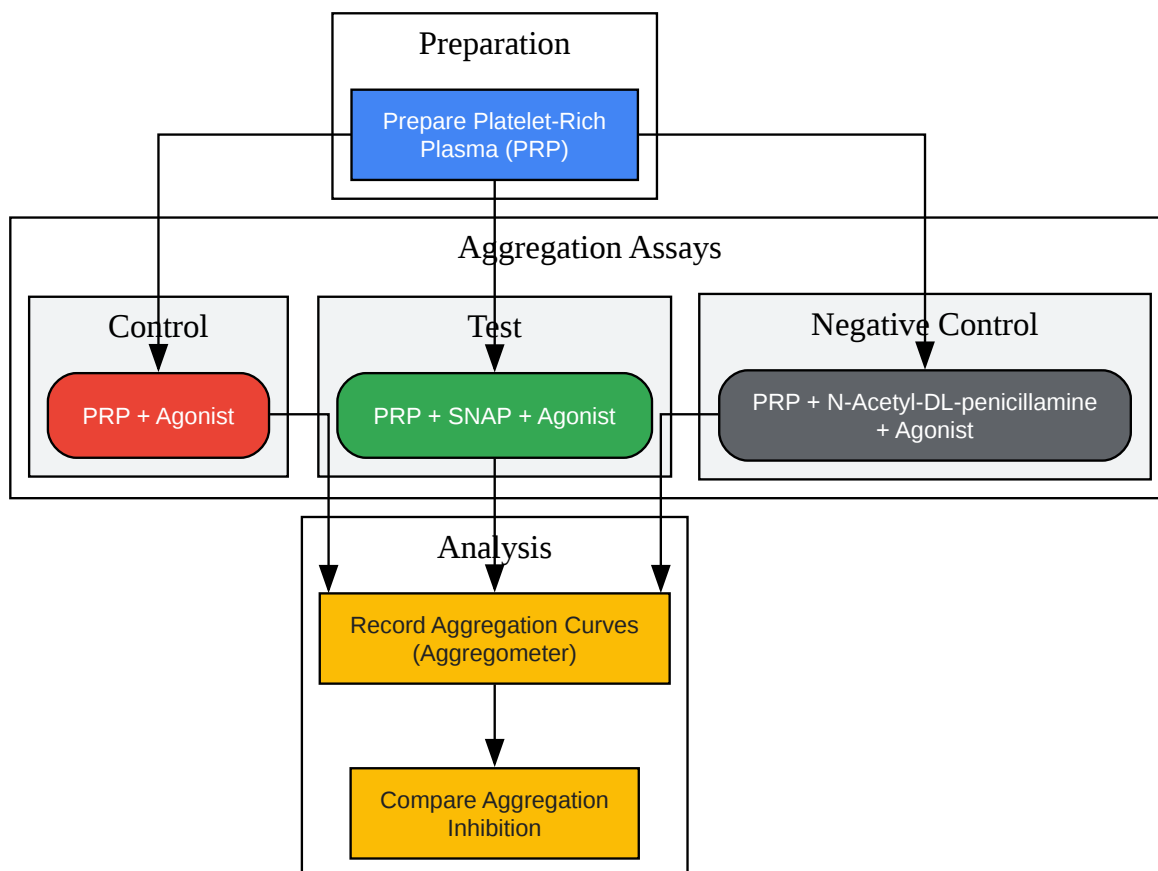 Preparation
Prepare Platelet-Rich
Plasma (PRP)
Aggregation Assays
Control
Test
Negative Control
PRP + Agonist
PRP + SNAP + Agonist
PRP + N-Acetyl-DL-penicillamine
+ Agonist
Analysis
Record Aggregation Curves
(Aggregometer)
Compare Aggregation
Inhibition